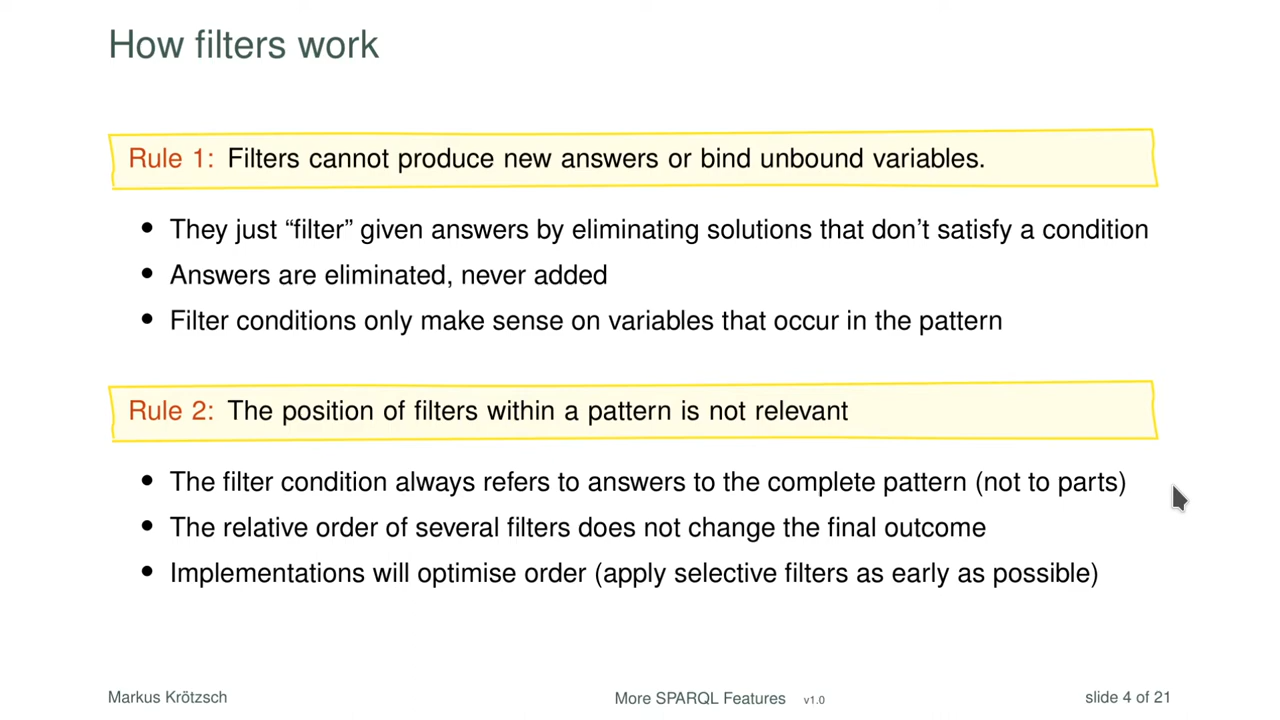 How filters work
Rule 1: Filters cannot produce new answers or bind unbound variables.
• They just “filter” given answers by eliminating solutions that don’t satisfy a condition
• Answers are eliminated, never added
• Filter conditions only make sense on variables that occur in the pattern
Rule 2: The position of filters within a pattern is not relevant
• The filter condition always refers to answers to the complete pattern (not to parts)
• The relative order of several filters does not change the final outcome
• Implementations will optimise order (apply selective filters as early as possible)
Markus Krötzsch More SPARQL Features v1.0 slide 4 of 21